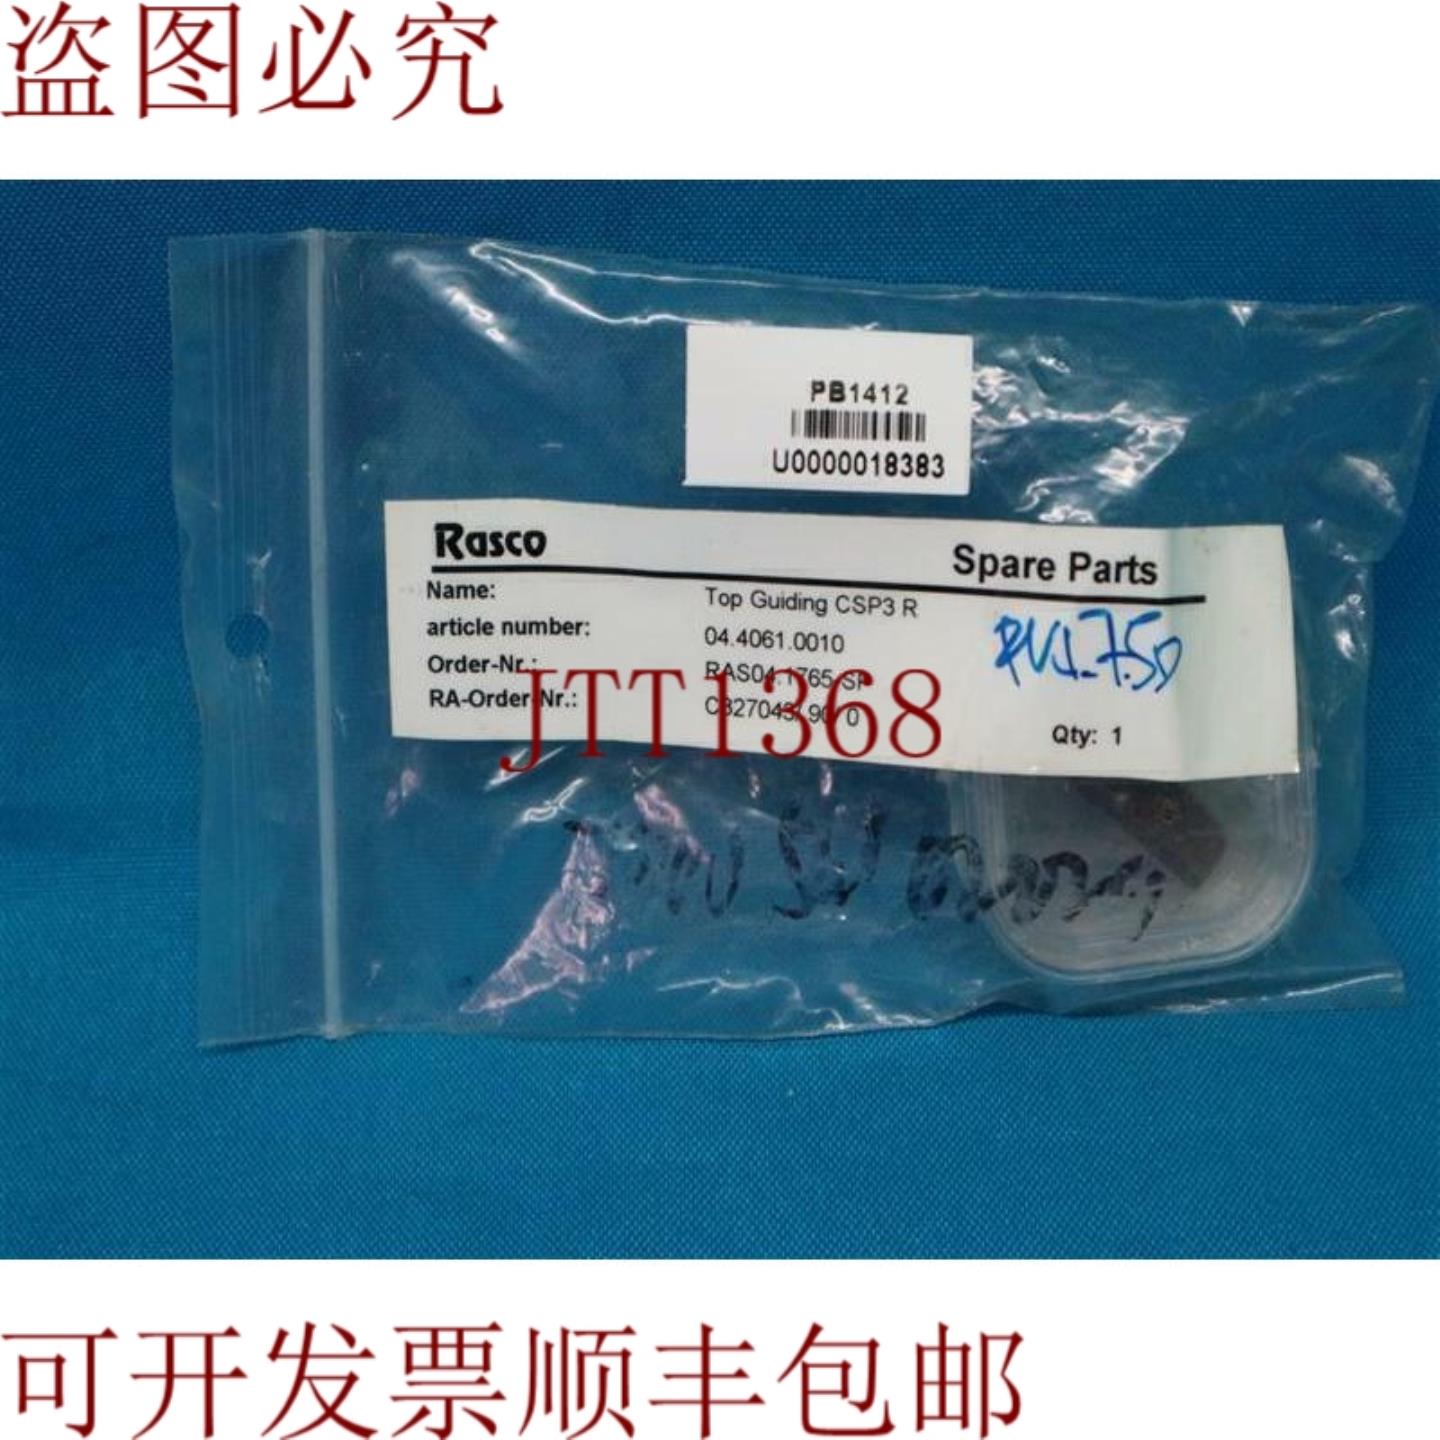 盗图必究
PB1412
U0000018383
Rasco
Spare Parts
Name: Top Guiding CSP3 R
article number: 04.4061.0010
Order-Nr.: RAS04.1765
RA-Order-Nr.:
Qty: 1
JTT1368
可开发票顺丰包邮